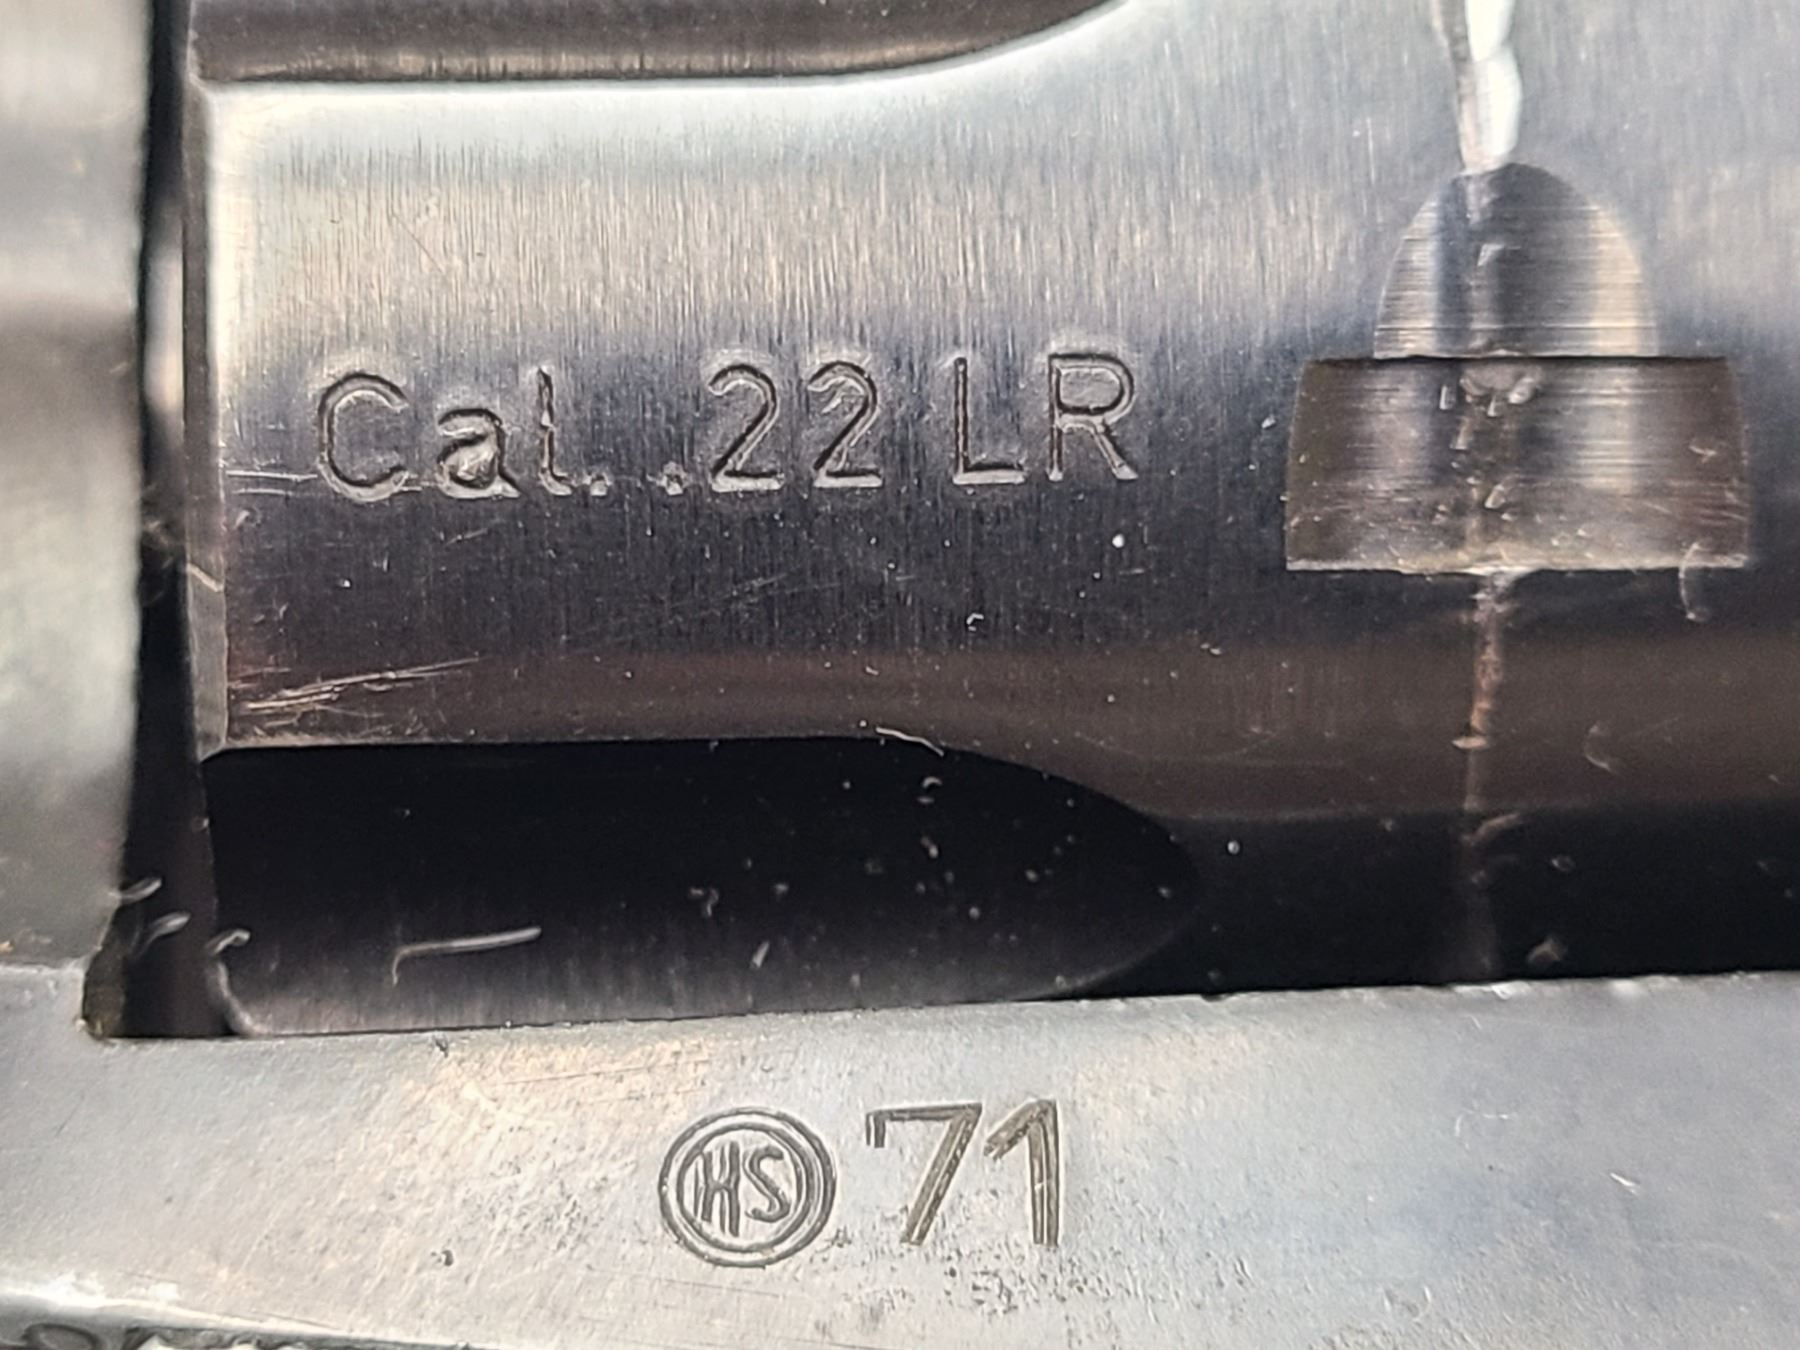 Cal. .22 LR
HS 71